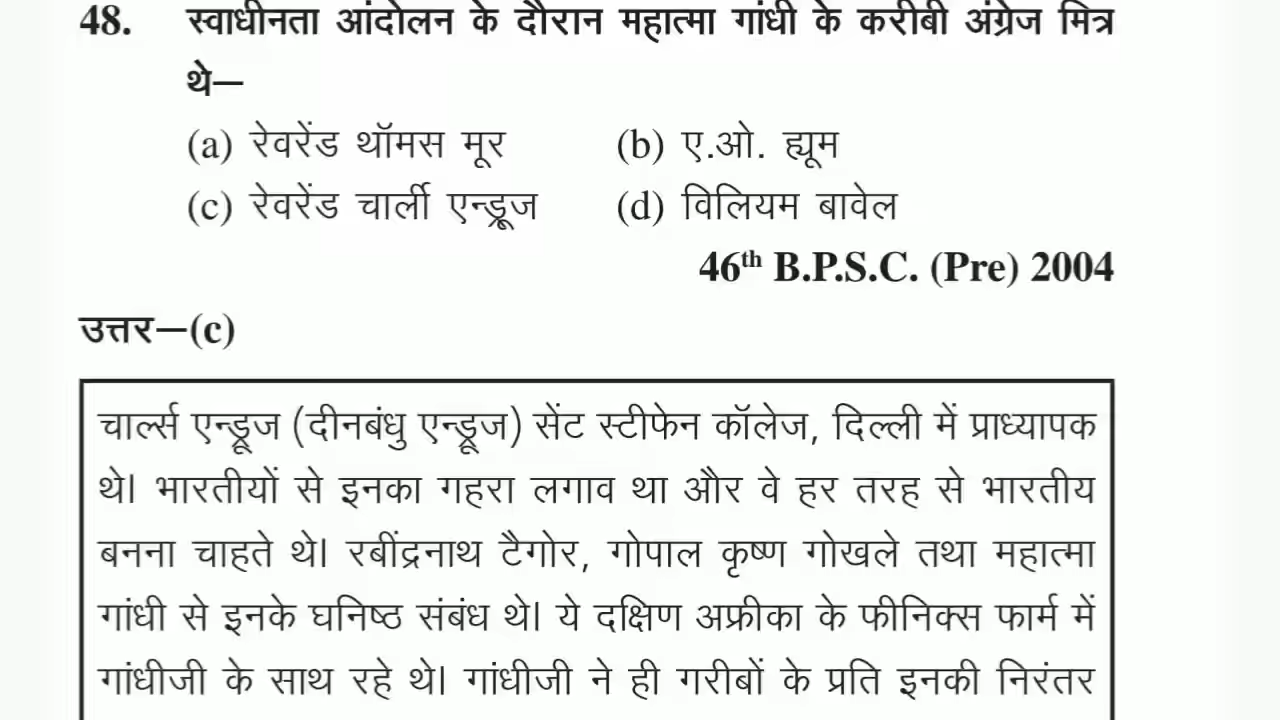 48. स्वाधीनता आंदोलन के दौरान महात्मा गांधी के करीबी अंग्रेज मित्र
थे—
(a) रेवरेंड थॉमस मूर (b) ए.ओ. ह्यूम
(c) रेवरेंड चार्ली एन्ड्रूज (d) विलियम बावेल
46th B.P.S.C. (Pre) 2004
उत्तर—(c)
चार्ल्स एन्ड्रूज (दीनबंधु एन्ड्रूज) सेंट स्टीफेन कॉलेज, दिल्ली में प्राध्यापक
थे। भारतीयों से इनका गहरा लगाव था और वे हर तरह से भारतीय
बनना चाहते थे। रबींद्रनाथ टैगोर, गोपाल कृष्ण गोखले तथा महात्मा
गांधी से इनके घनिष्ठ संबंध थे। ये दक्षिण अफ्रीका के फीनिक्स फार्म में
गांधीजी के साथ रहे थे। गांधीजी ने ही गरीबों के प्रति इनकी निरंतर